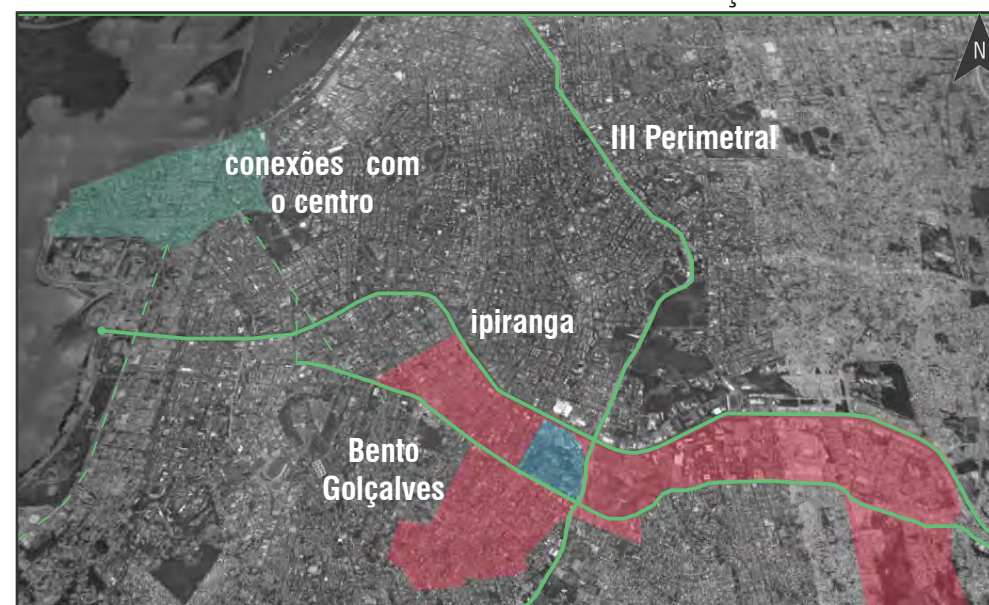 N
III Perimetral
conexões com
o centro
ipiranga
Bento
Golçalves